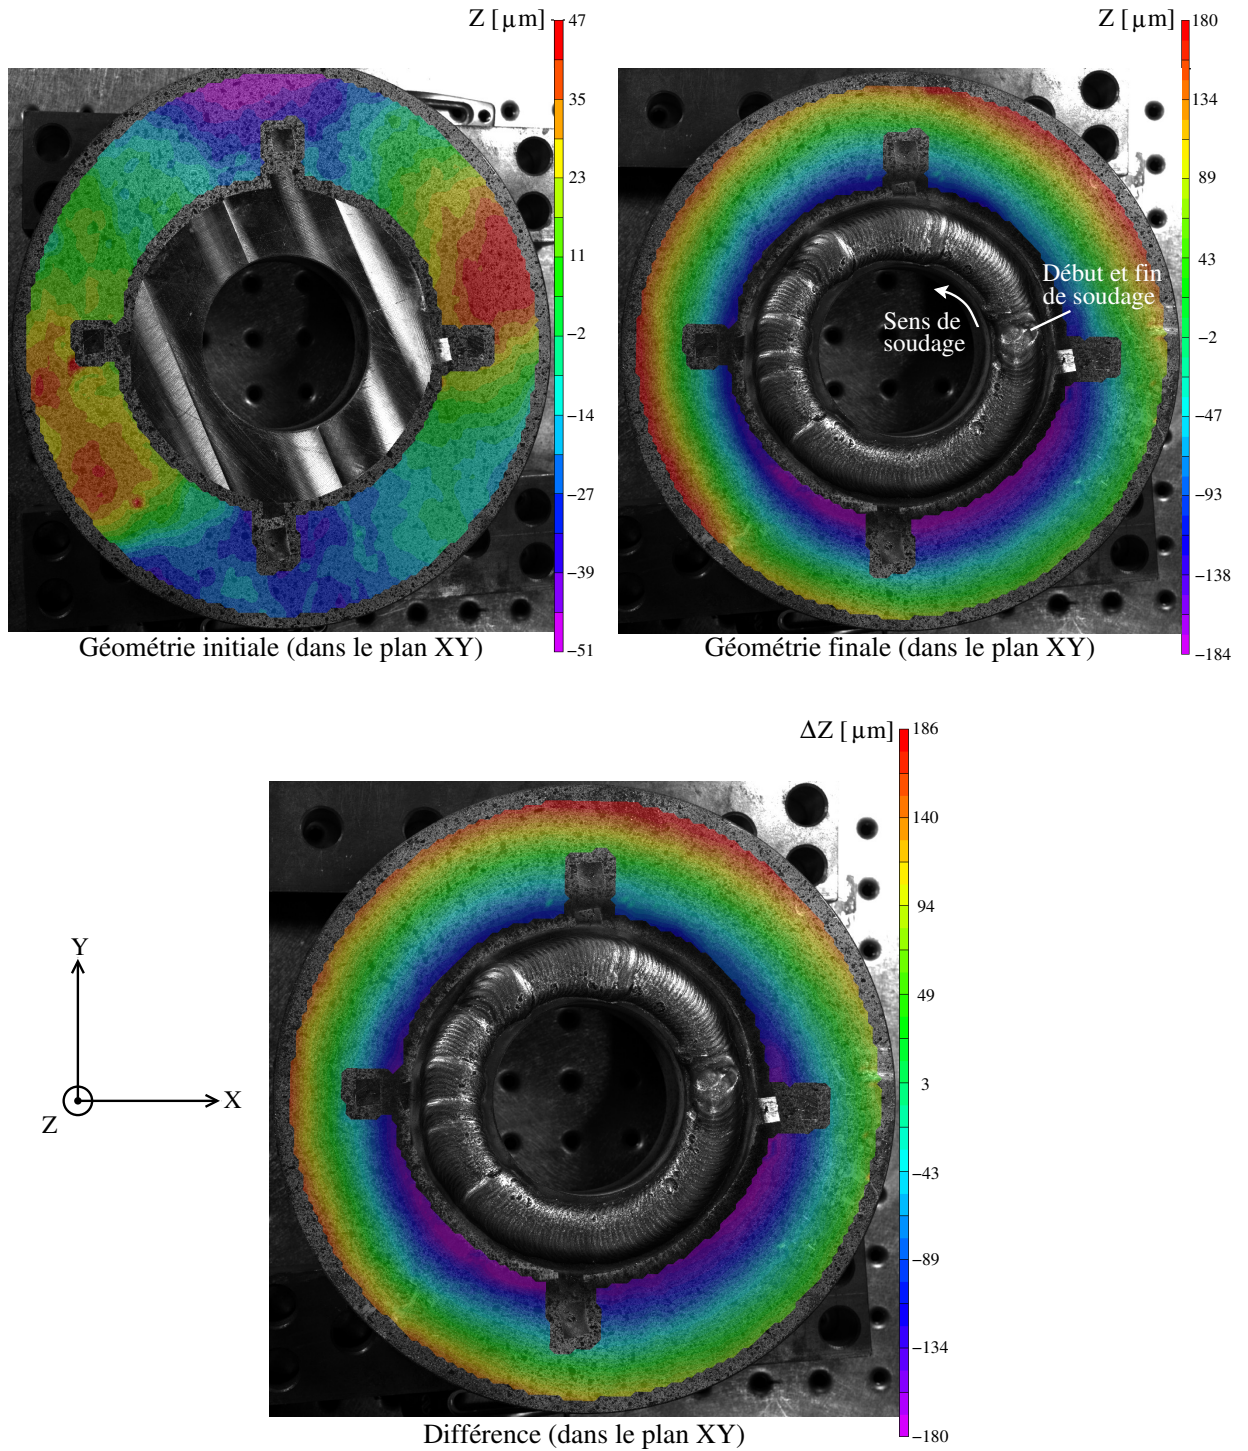 Z [µm]
47
35
23
11
−2
−14
−27
−39
−51
Géométrie initiale (dans le plan XY)
Z [µm]
180
134
89
43
−2
−47
−93
−138
−184
Début et fin
de soudage
Sens de
soudage
Géométrie finale (dans le plan XY)
ΔZ [µm]
186
140
94
49
3
−43
−89
−134
−180
Y
X
Z
Différence (dans le plan XY)